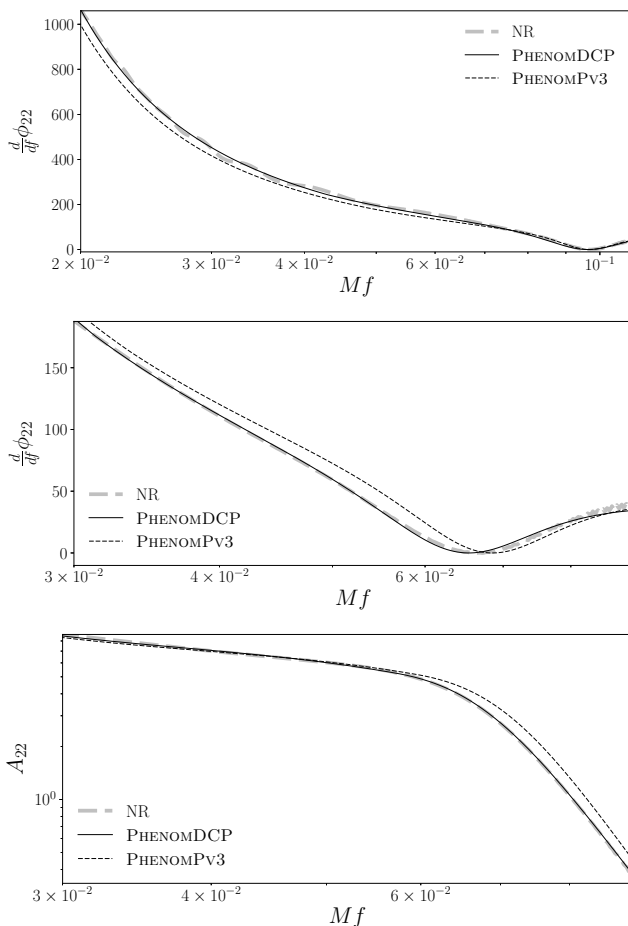 1000
800
600
400
200
0
d/df ϕ22
NR
PHENOMDCP
PHENOMPV3
2 × 10⁻² 3 × 10⁻² 4 × 10⁻² 6 × 10⁻² 10⁻¹
Mf
150
100
50
0
d/df ϕ22
NR
PHENOMDCP
PHENOMPV3
3 × 10⁻² 4 × 10⁻² 6 × 10⁻²
Mf
A22
10⁰
NR
PHENOMDCP
PHENOMPV3
3 × 10⁻² 4 × 10⁻² 6 × 10⁻²
Mf